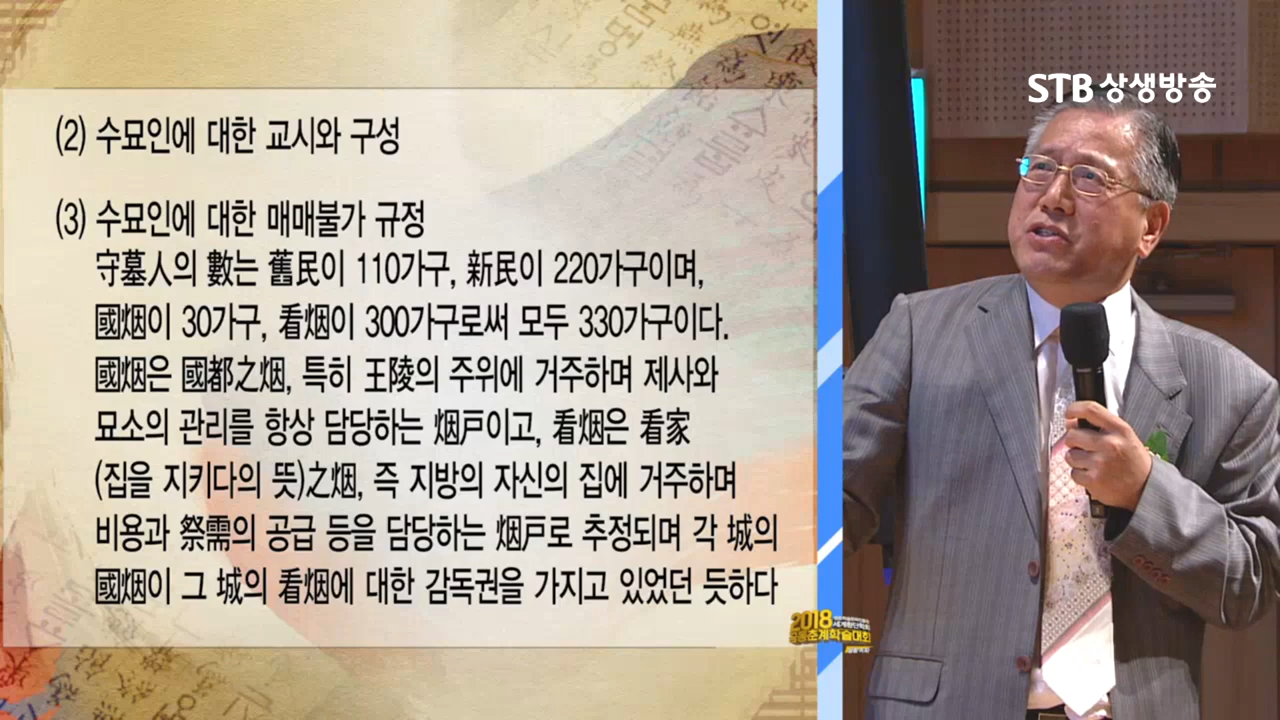 (2) 수묘인에 대한 교시와 구성
(3) 수묘인에 대한 매매불가 규정
守墓人의 數는 舊民이 110가구, 新民이 220가구이며,
國烟이 30가구, 看烟이 300가구로써 모두 330가구이다.
國烟은 國都之烟, 특히 王陵의 주위에 거주하며 제사와
묘소의 관리를 항상 담당하는 烟戸이고, 看烟은 看家
(집을 지키다의 뜻)之烟, 즉 지방의 자신의 집에 거주하며
비용과 祭需의 공급 등을 담당하는 烟戸로 추정되며 각 城의
國烟이 그 城의 看烟에 대한 감독권을 가지고 있었던 듯하다
STB 상생방송
2018
춘계학술대회